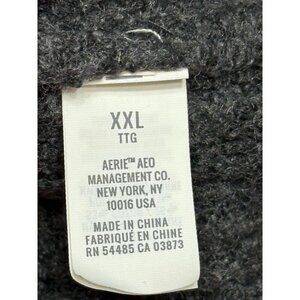 XXL
TTG
AERIE™ AEO
MANAGEMENT CO.
NEW YORK, NY
10016 USA
MADE IN CHINA
FABRIQUÉ EN CHINE
RN 54485 CA 03873